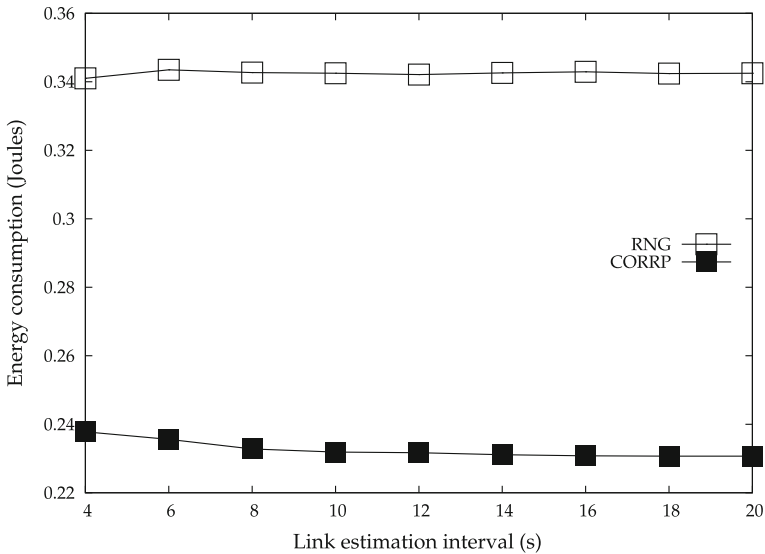 0.36
0.34
0.32
0.3
0.28
0.26
0.24
0.22
Energy consumption (Joules)
RNG
CORRP
4 6 8 10 12 14 16 18 20
Link estimation interval (s)